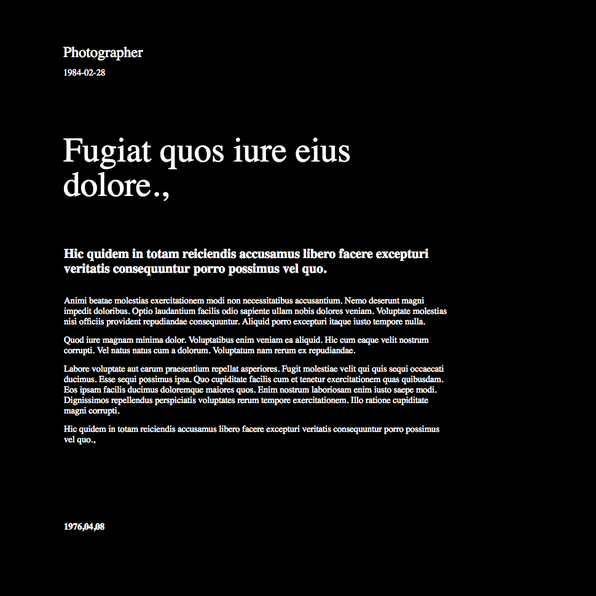 Photographer
1984-02-28
Fugiat quos iure eius
dolore.,
Hic quidem in totam reiciendis accusamus libero facere excepturi
veritatis consequuntur porro possimus vel quo.
Animi beatae molestias exercitationem modi non necessitatibus accusantium. Nemo deserunt magni
impedit doloribus. Optio laudantium facilis odio sapiente ullam nobis dolores veniam. Voluptate molestias
nisi officiis provident repudiandae consequuntur. Aliquid porro excepturi itaque iusto tempore nulla.
Quod iure magnam minima dolor. Voluptatibus enim veniam ea aliquid. Hic cum eaque velit nostrum
corrupti. Vel natus natus cum a dolorum. Voluptatum nam rerum ex repudiandae.
Labore voluptate aut earum praesentium repellat asperiores. Fugit molestiae velit qui quis sequi occaecati
ducimus. Esse sequi possimus ipsa. Quo cupiditate facilis cum et tenetur exercitationem quas quibusdam.
Eos ipsam facilis ducimus doloremque maiores quos. Enim nostrum laboriosam enim iusto saepe modi.
Dignissimos repellendus perspiciatis voluptates rerum tempore exercitationem. Illo ratione cupiditate
magni corrupti.
Hic quidem in totam reiciendis accusamus libero facere excepturi veritatis consequuntur porro possimus
vel quo.,
1976,04,08